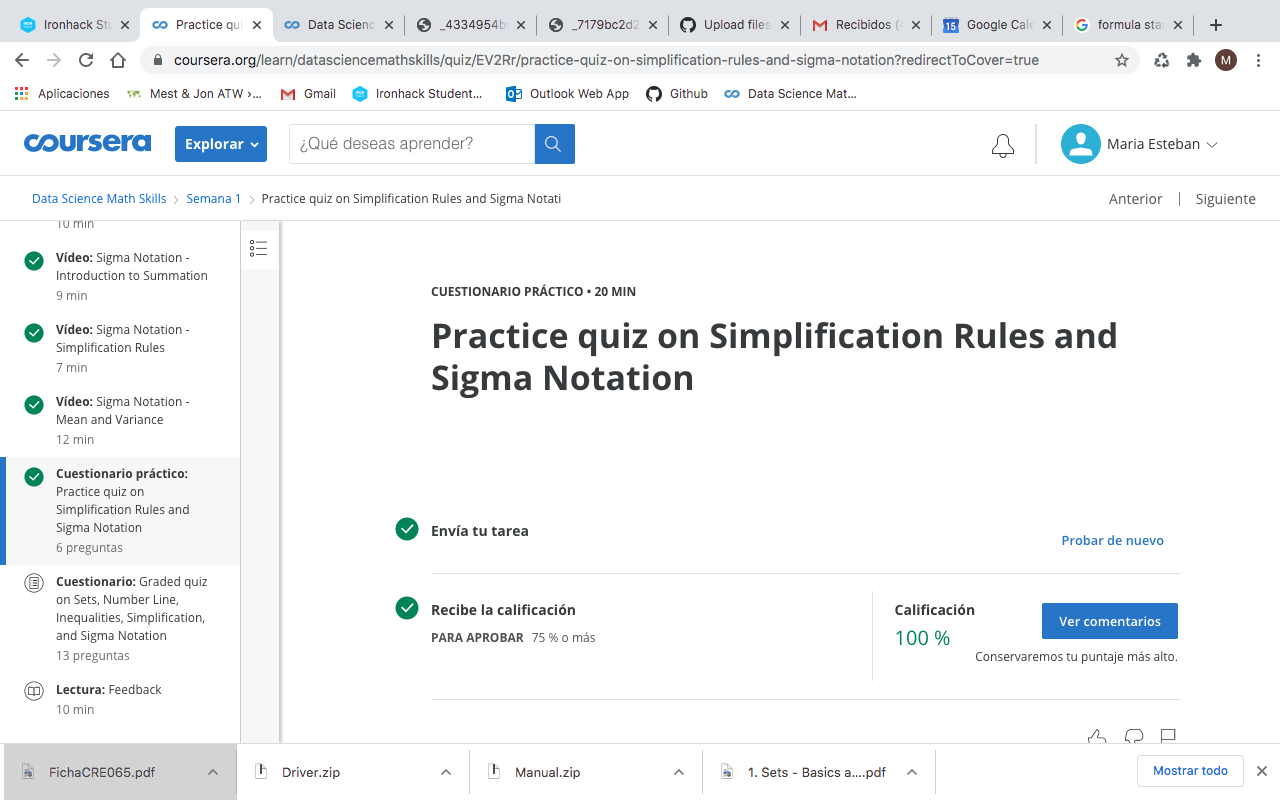 Ironhack Stu
Practice qui
Data Scienc
_4334954b
_7179bc2d2
Upload files
Recibidos (4
15
Google Cale
formula star
coursera.org/learn/datasciencemathskills/quiz/EV2Rr/practice-quiz-on-simplification-rules-and-sigma-notation?redirectToCover=true
M
Aplicaciones
Mest & Jon ATW ›...
Gmail
Ironhack Student...
Outlook Web App
Github
Data Science Mat...
coursera
Explorar
¿Qué deseas aprender?
Maria Esteban
Data Science Math Skills
Semana 1
Practice quiz on Simplification Rules and Sigma Notati
Anterior
Siguiente
10 min
Vídeo: Sigma Notation -
Introduction to Summation
9 min
Vídeo: Sigma Notation -
Simplification Rules
7 min
Vídeo: Sigma Notation -
Mean and Variance
12 min
Cuestionario práctico:
Practice quiz on
Simplification Rules and
Sigma Notation
6 preguntas
Cuestionario: Graded quiz
on Sets, Number Line,
Inequalities, Simplification,
and Sigma Notation
13 preguntas
Lectura: Feedback
10 min
CUESTIONARIO PRÁCTICO • 20 MIN
Practice quiz on Simplification Rules and
Sigma Notation
Envía tu tarea
Probar de nuevo
Recibe la calificación
PARA APROBAR 75 % o más
Calificación
100 %
Ver comentarios
Conservaremos tu puntaje más alto.
FichaCRE065.pdf
Driver.zip
Manual.zip
1. Sets - Basics a....pdf
Mostrar todo